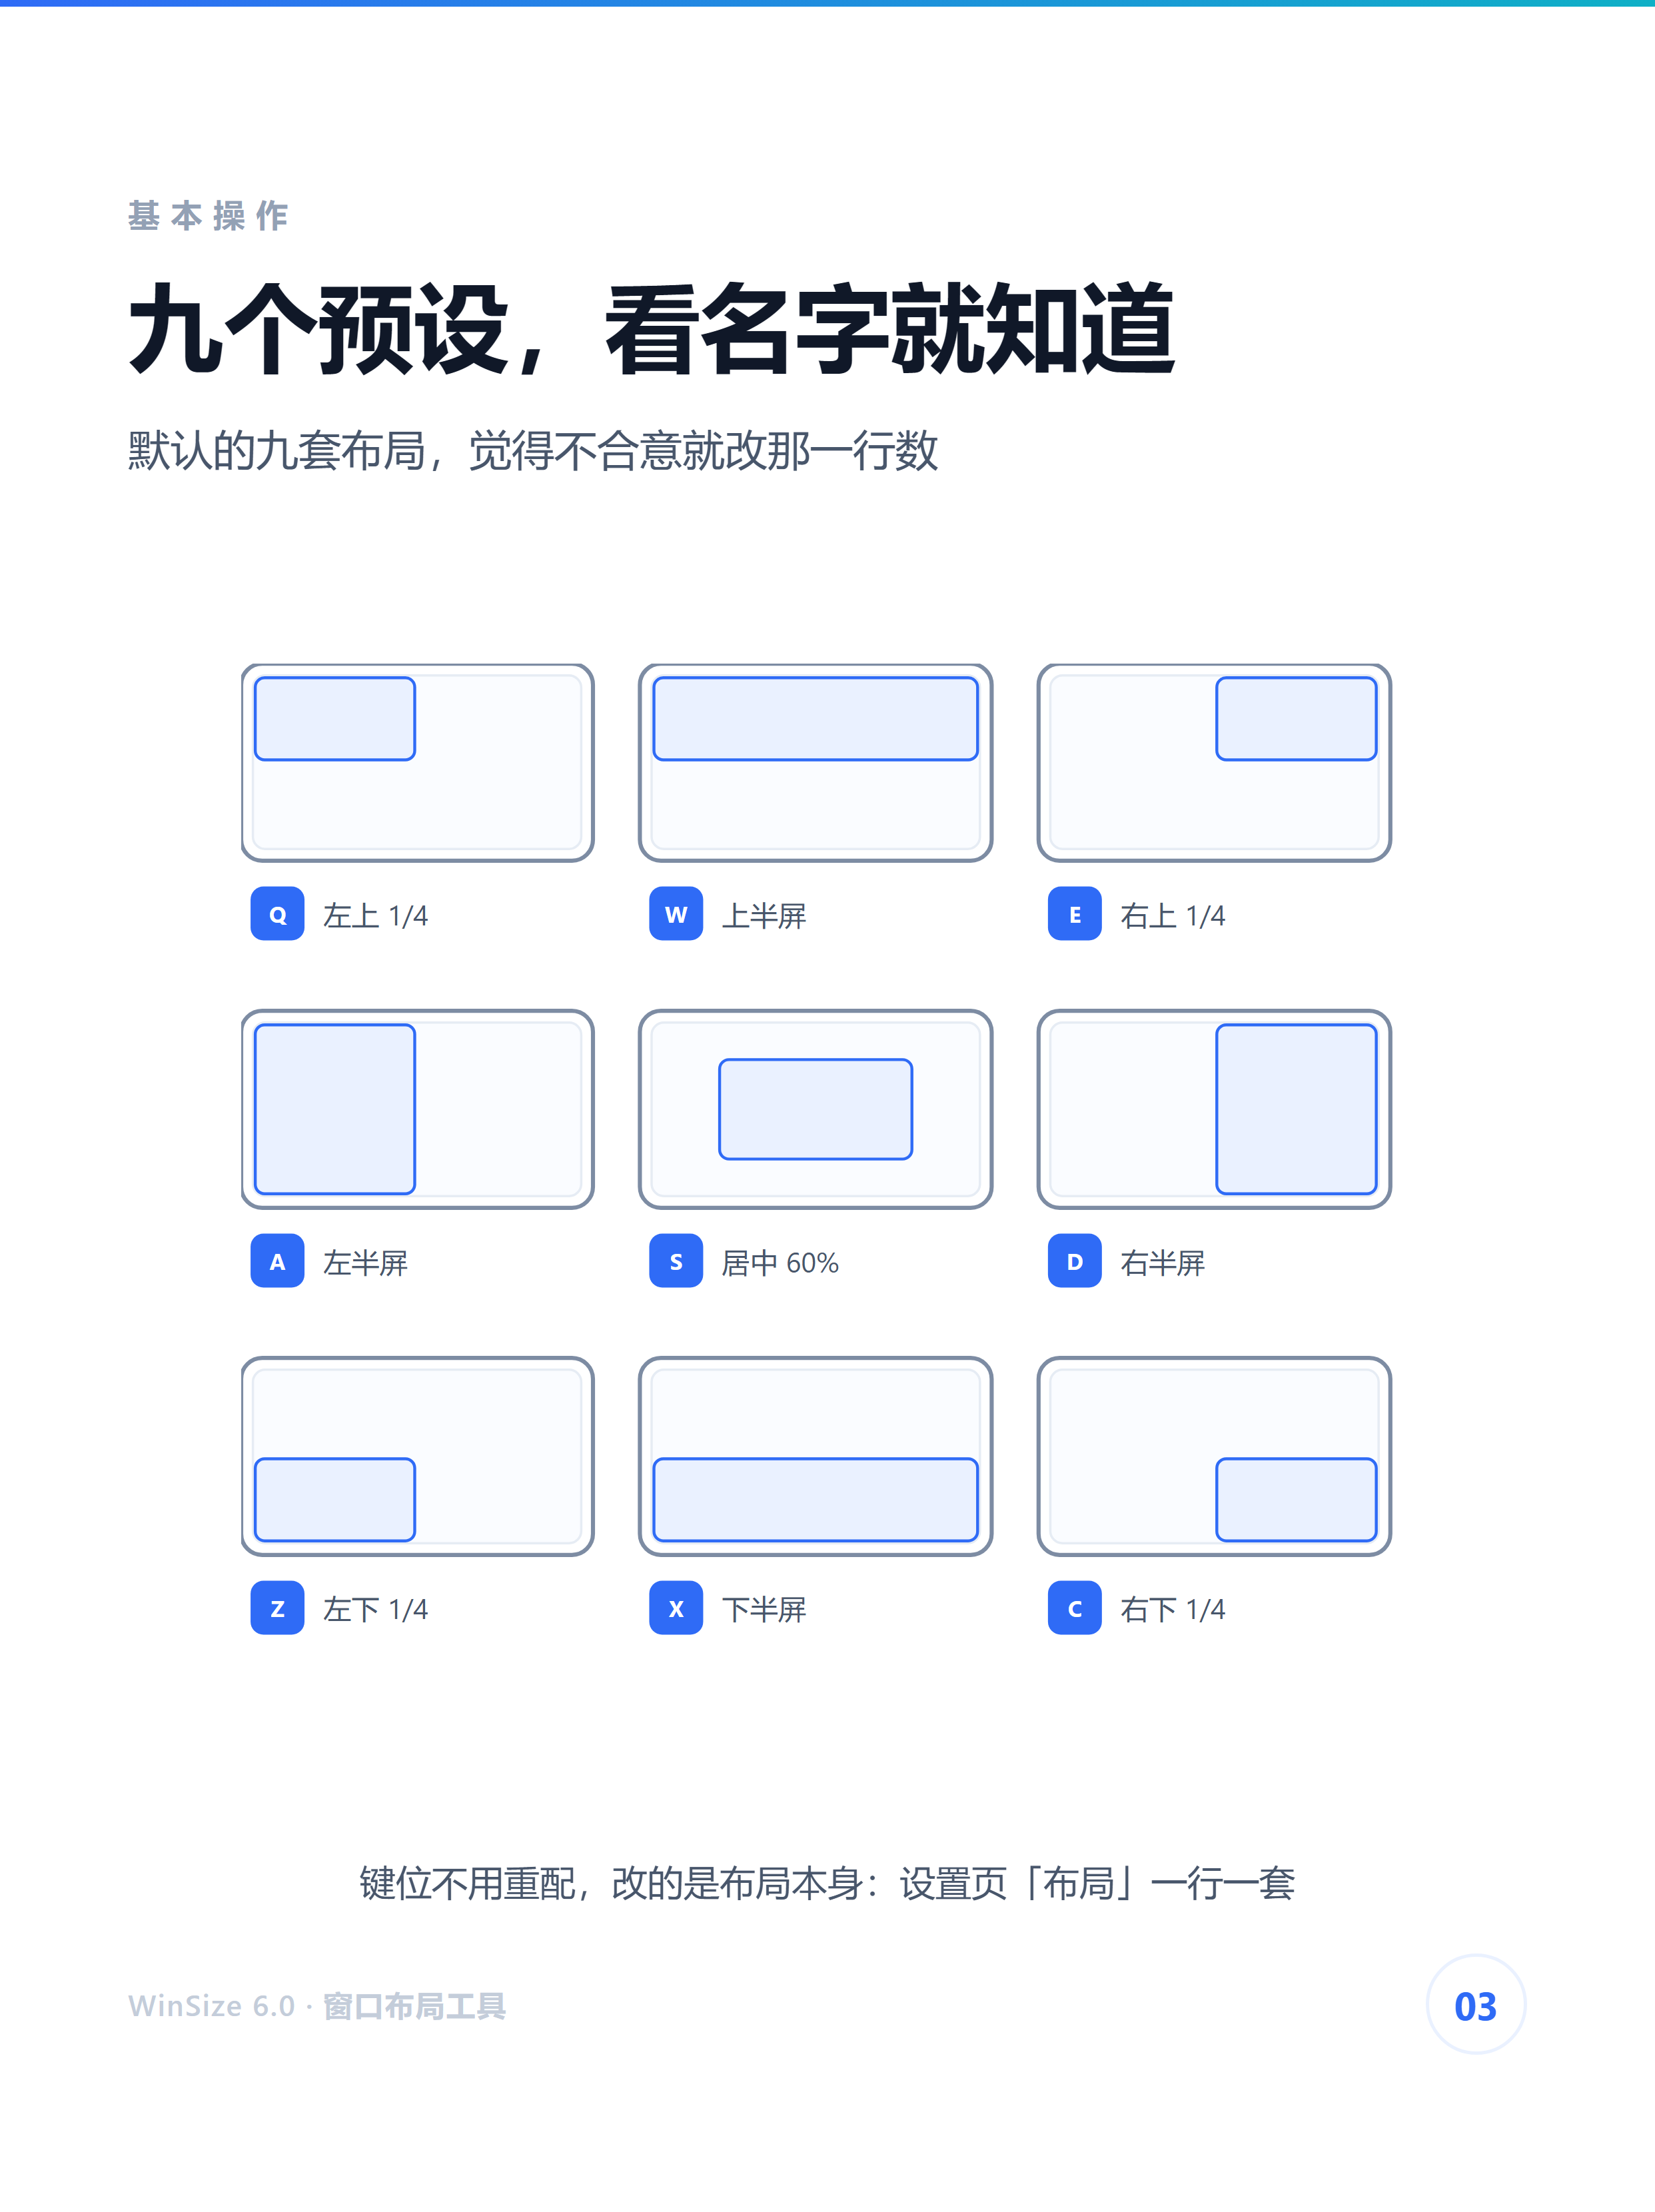 基本操作
九个预设，看名字就知道
默认的九套布局，觉得不合意就改那一行数
Q 左上 1/4
W 上半屏
E 右上 1/4
A 左半屏
S 居中 60%
D 右半屏
Z 左下 1/4
X 下半屏
C 右下 1/4
键位不用重配，改的是布局本身：设置页「布局」一行一套
WinSize 6.0 · 窗口布局工具
03